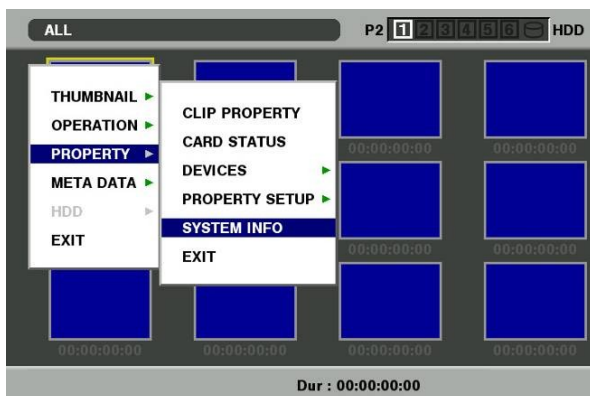 ALL
P2 1 2 3 4 5 6 HDD
THUMBNAIL
OPERATION
PROPERTY
META DATA
HDD
EXIT
CLIP PROPERTY
CARD STATUS
DEVICES
PROPERTY SETUP
SYSTEM INFO
EXIT
00:00:00:00 00:00:00:00
00:00:00:00 00:00:00:00
00:00:00:00 00:00:00:00 00:00:00:00 00:00:00:00
Dur : 00:00:00:00